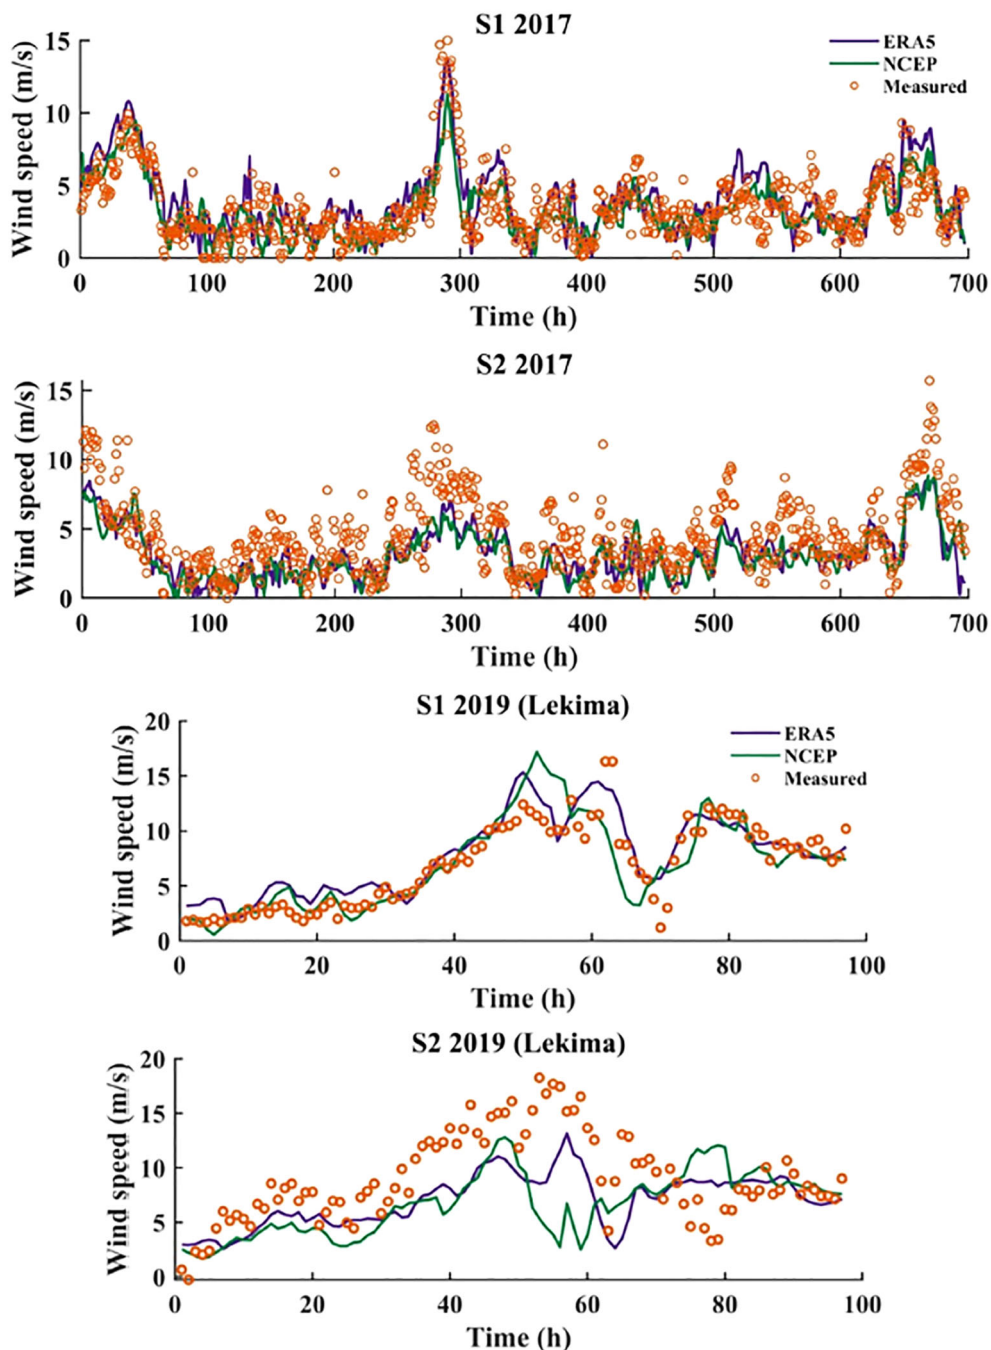 S1 2017
Wind speed (m/s)
15
10
5
0
ERA5
NCEP
Measured
0 100 200 300 400 500 600 700
Time (h)
S2 2017
Wind speed (m/s)
15
10
5
0
0 100 200 300 400 500 600 700
Time (h)
S1 2019 (Lekima)
Wind speed (m/s)
20
15
10
5
0
ERA5
NCEP
Measured
0 20 40 60 80 100
Time (h)
S2 2019 (Lekima)
Wind speed (m/s)
20
15
10
5
0
0 20 40 60 80 100
Time (h)